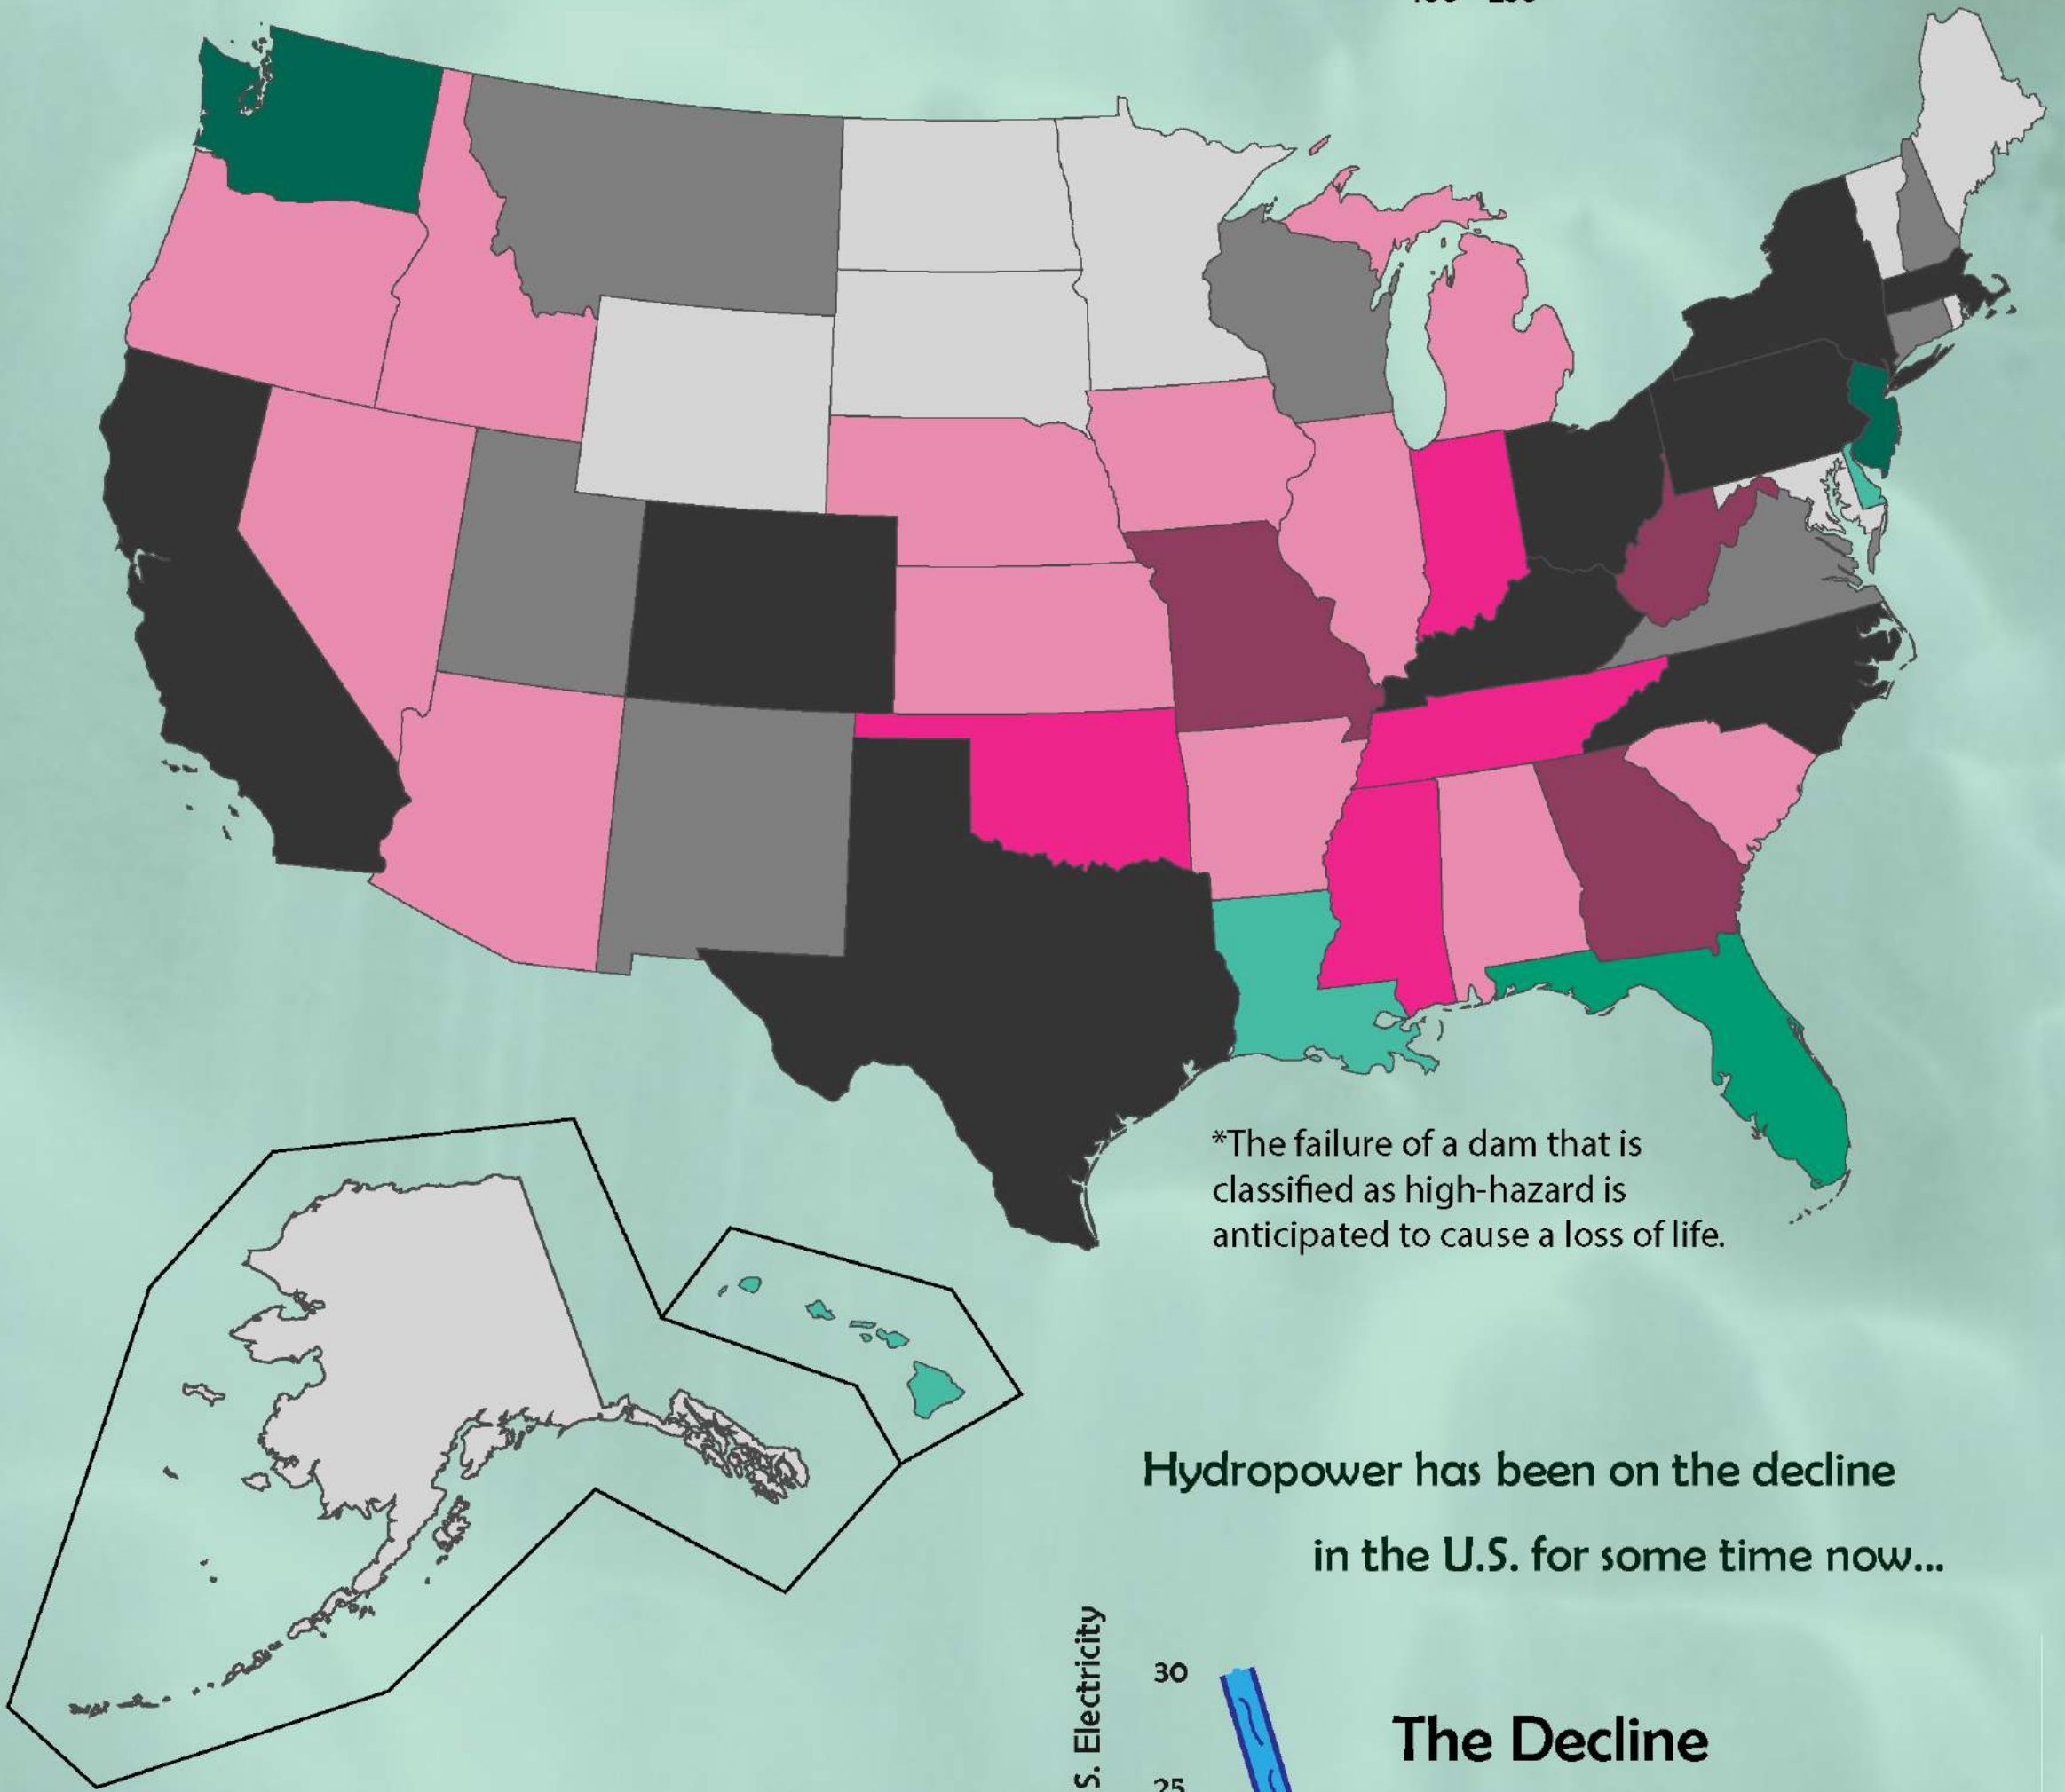 *The failure of a dam that is
classified as high-hazard is
anticipated to cause a loss of life.
Hydropower has been on the decline
in the U.S. for some time now...
S. Electricity
30
The Decline
25